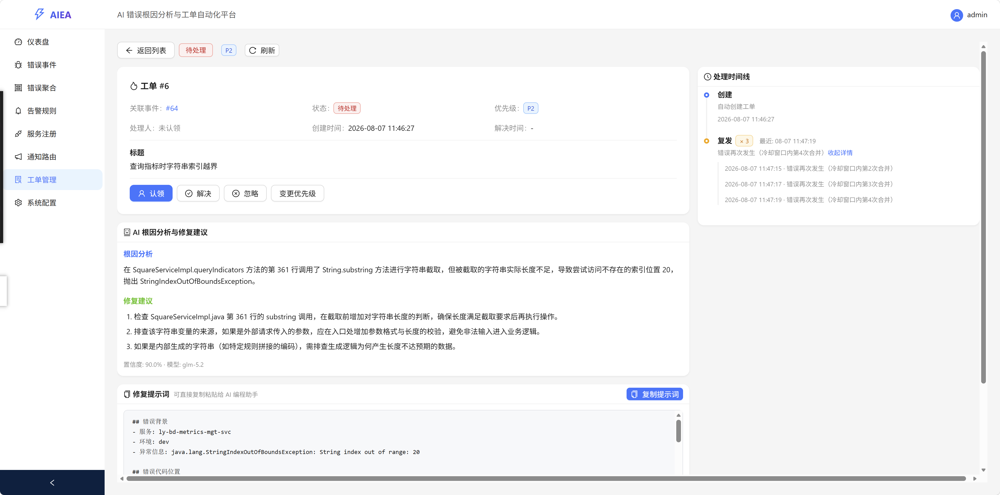 AIEA
AI 错误根因分析与工单自动化平台
admin
仪表盘
错误事件
错误聚合
告警规则
服务注册
通知路由
工单管理
系统配置
返回列表 待处理 P2 刷新
工单 #6
关联事件：#64 状态：待处理 优先级：P2
处理人：未认领 创建时间：2026-08-07 11:46:27 解决时间：-
标题
查询指标时字符串索引越界
认领 解决 忽略 变更优先级
AI 根因分析与修复建议
根因分析
在 SquareServiceImpl.queryIndicators 方法的第 361 行调用了 String.substring 方法进行字符串截取，但被截取的字符串实际长度不足，导致尝试访问不存在的索引位置 20，
抛出 StringIndexOutOfBoundsException。
修复建议
1. 检查 SquareServiceImpl.java 第 361 行的 substring 调用，在截取前增加对字符串长度的判断，确保长度满足截取要求后再执行操作。
2. 排查该字符串变量的来源，如果是外部请求传入的参数，应在入口处增加参数格式与长度的校验，避免非法输入进入业务逻辑。
3. 如果是内部生成的字符串（如特定规则拼接的编码），需排查生成逻辑为何产生长度不达预期的数据。
置信度: 90.0% · 模型: glm-5.2
修复提示词 可直接复制粘贴给 AI 编程助手 复制提示词
## 错误背景
- 服务: ly-bd-metrics-mgt-svc
- 环境: dev
- 异常信息: java.lang.StringIndexOutOfBoundsException: String index out of range: 20
## 错误代码位置
处理时间线
创建
自动创建工单
2026-08-07 11:46:27
复发 × 3 最近: 08-07 11:47:19
错误再次发生（冷却窗口内第4次合并）收起详情
2026-08-07 11:47:15 · 错误再次发生（冷却窗口内第2次合并）
2026-08-07 11:47:17 · 错误再次发生（冷却窗口内第3次合并）
2026-08-07 11:47:19 · 错误再次发生（冷却窗口内第4次合并）